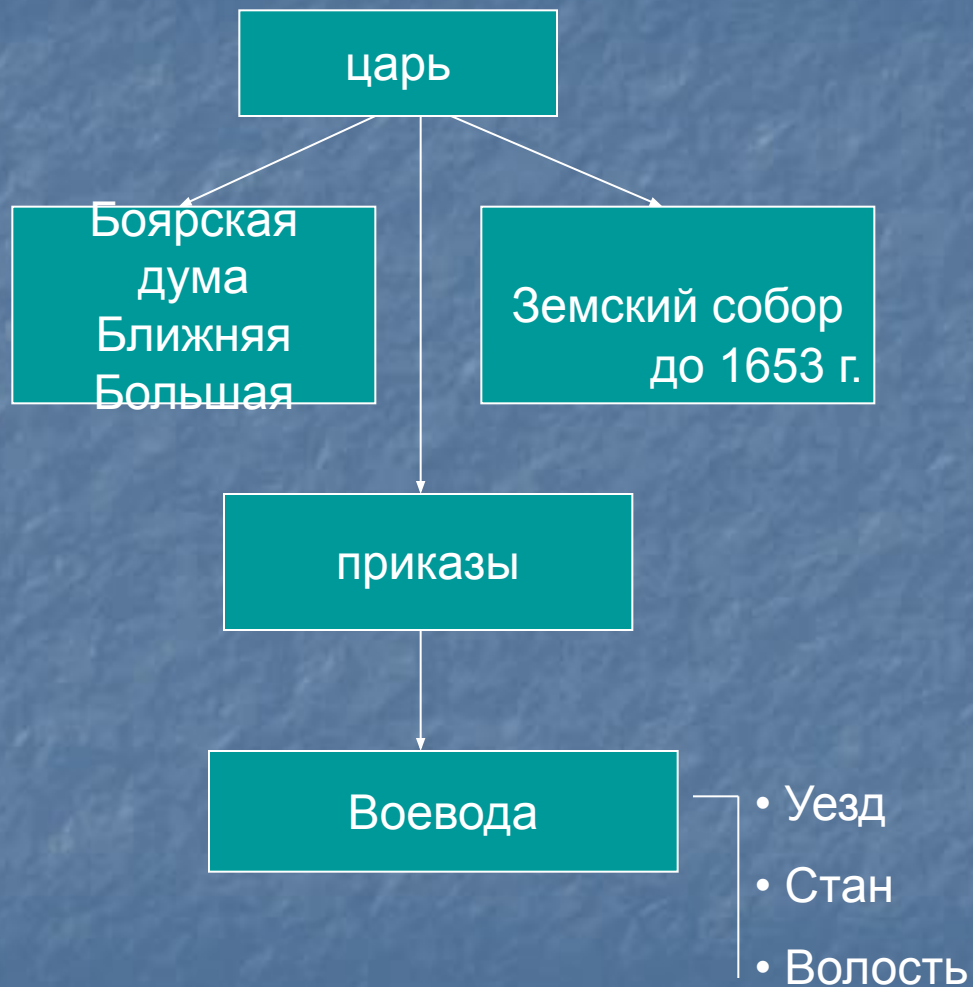 царь
Боярская
дума
Ближняя
Большая
Земский собор
до 1653 г.
приказы
Воевода
• Уезд
• Стан
• Волость